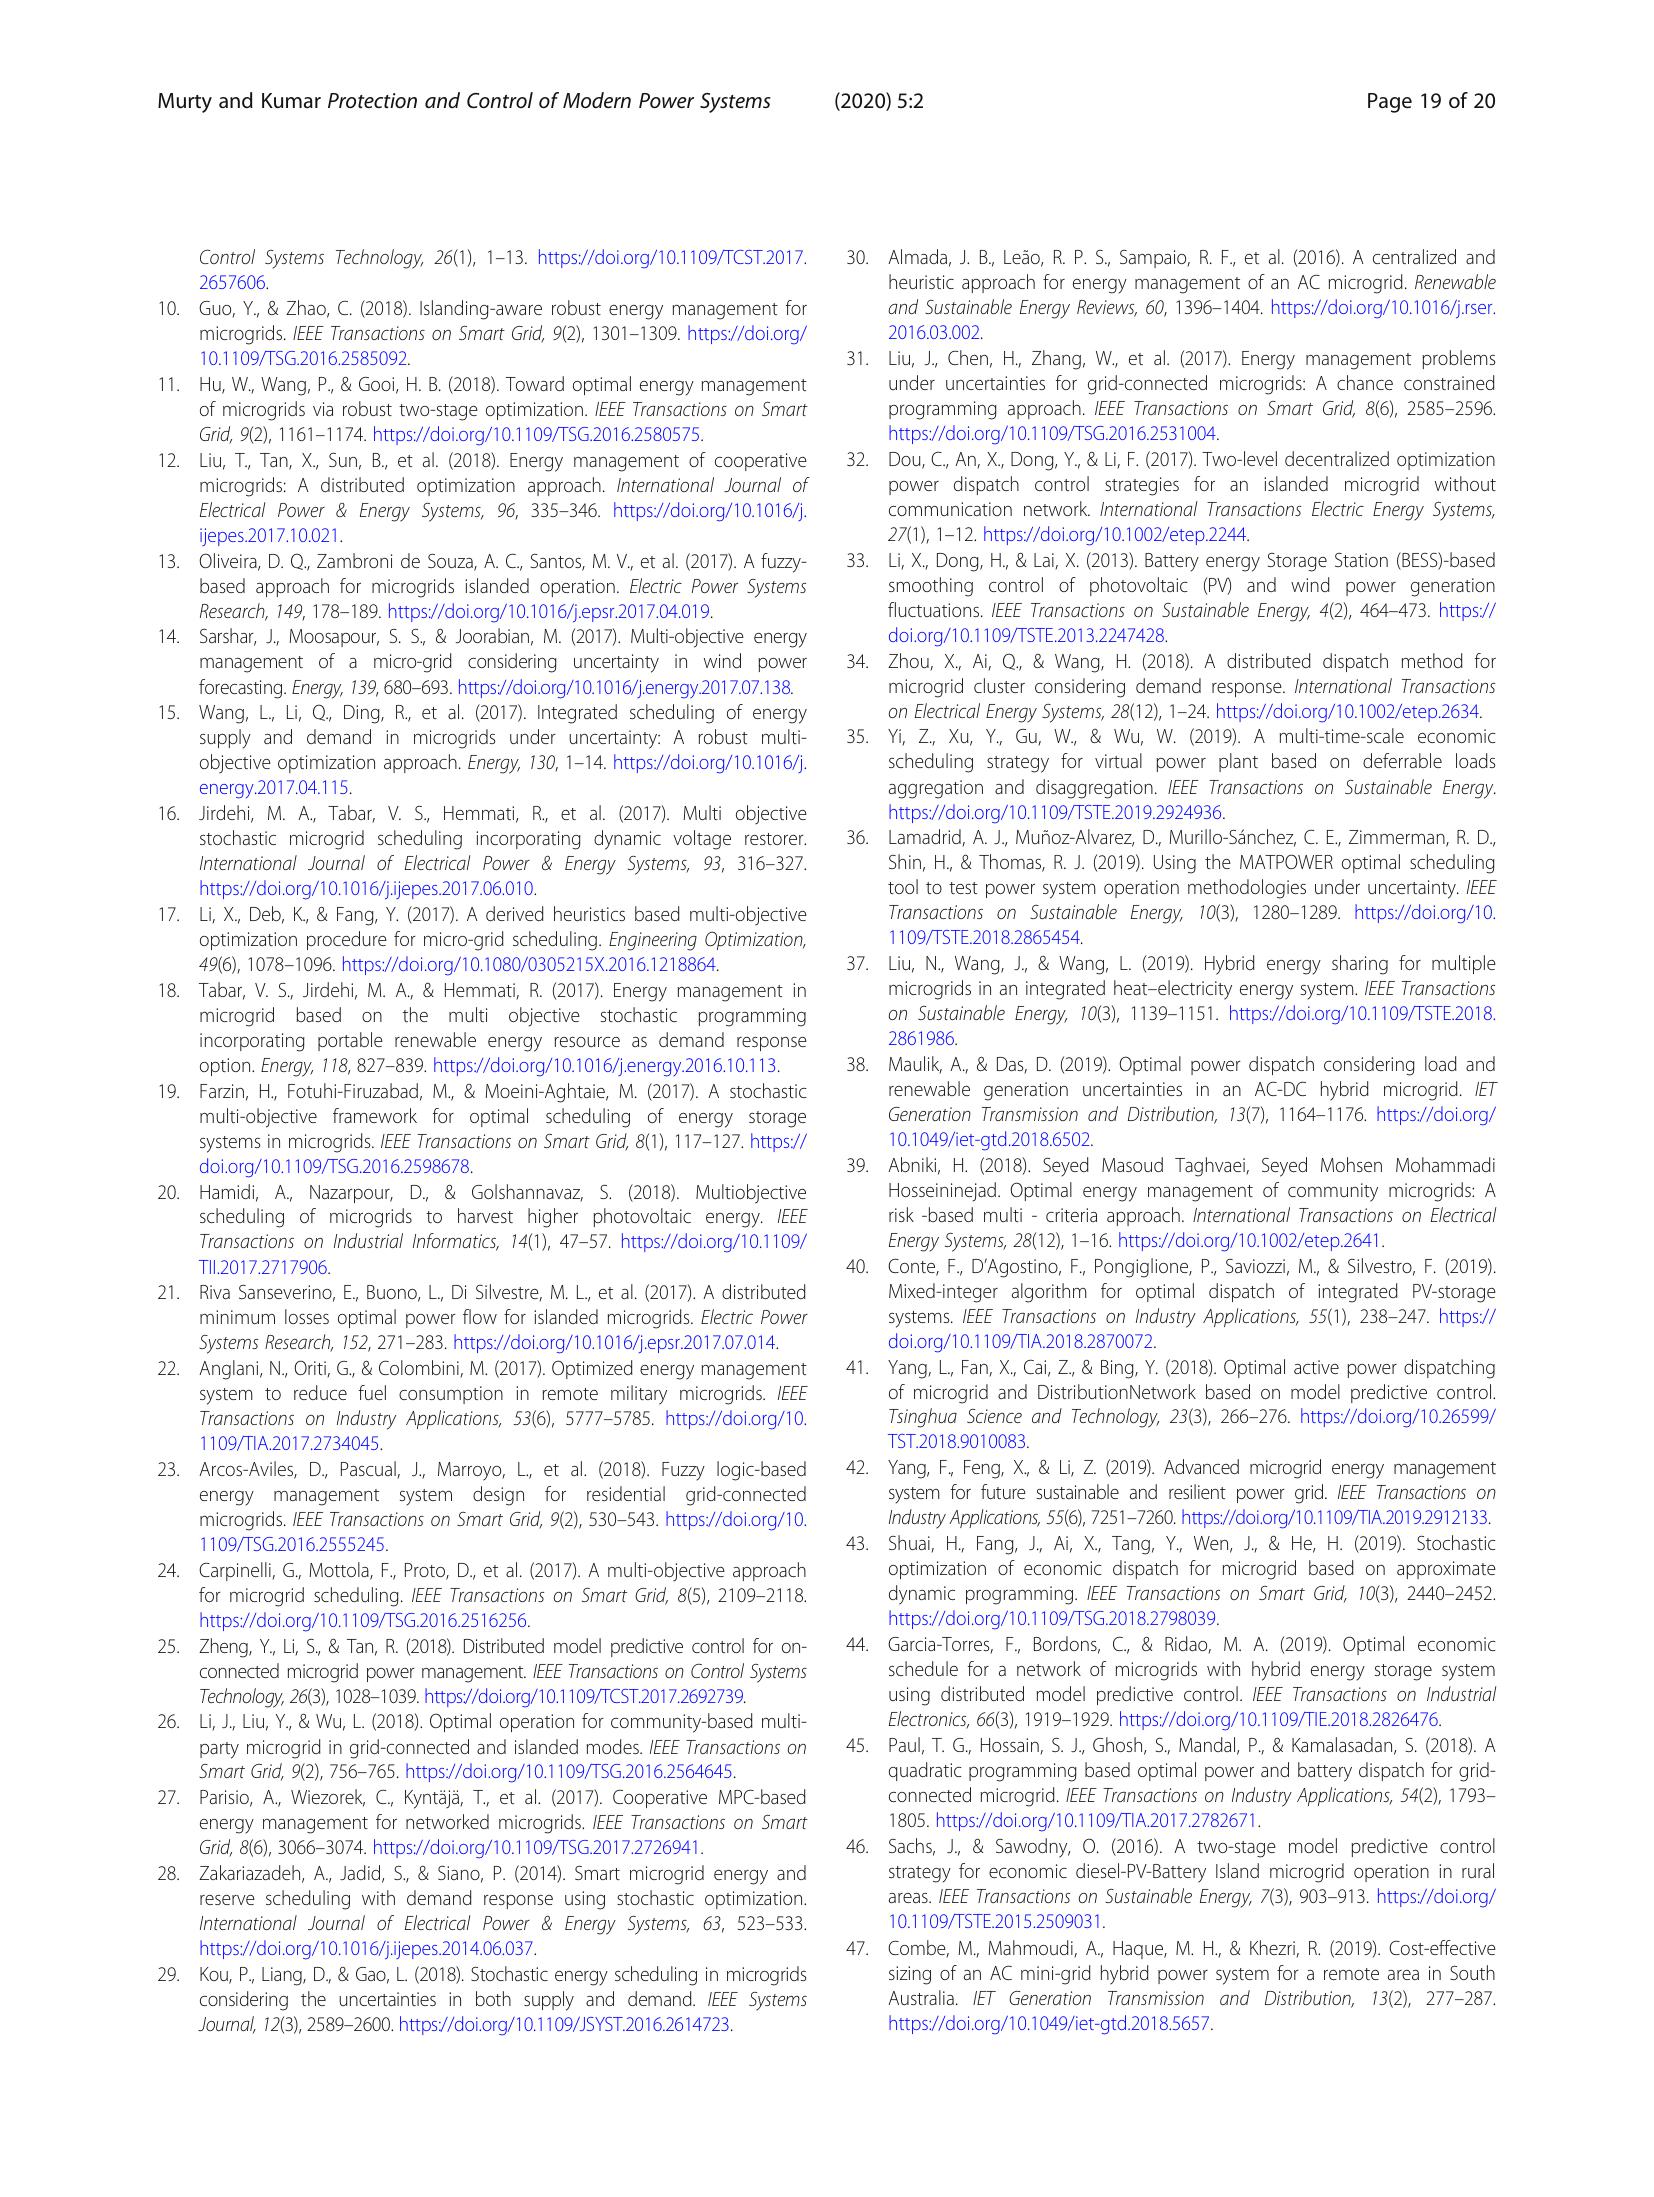 Murty and Kumar Protection and Control of Modern Power Systems (2020) 5:2 Page 19 of 20
Control Systems Technology, 26(1), 1–13. https://doi.org/10.1109/TCST.2017.
2657606.
10. Guo, Y., & Zhao, C. (2018). Islanding-aware robust energy management for
microgrids. IEEE Transactions on Smart Grid, 9(2), 1301–1309. https://doi.org/
10.1109/TSG.2016.2585092.
11. Hu, W., Wang, P., & Gooi, H. B. (2018). Toward optimal energy management
of microgrids via robust two-stage optimization. IEEE Transactions on Smart
Grid, 9(2), 1161–1174. https://doi.org/10.1109/TSG.2016.2580575.
12. Liu, T., Tan, X., Sun, B., et al. (2018). Energy management of cooperative
microgrids: A distributed optimization approach. International Journal of
Electrical Power & Energy Systems, 96, 335–346. https://doi.org/10.1016/j.
ijepes.2017.10.021.
13. Oliveira, D. Q., Zambroni de Souza, A. C., Santos, M. V., et al. (2017). A fuzzy-
based approach for microgrids islanded operation. Electric Power Systems
Research, 149, 178–189. https://doi.org/10.1016/j.epsr.2017.04.019.
14. Sarshar, J., Moosapour, S. S., & Joorabian, M. (2017). Multi-objective energy
management of a micro-grid considering uncertainty in wind power
forecasting. Energy, 139, 680–693. https://doi.org/10.1016/j.energy.2017.07.138.
15. Wang, L., Li, Q., Ding, R., et al. (2017). Integrated scheduling of energy
supply and demand in microgrids under uncertainty: A robust multi-
objective optimization approach. Energy, 130, 1–14. https://doi.org/10.1016/j.
energy.2017.04.115.
16. Jirdehi, M. A., Tabar, V. S., Hemmati, R., et al. (2017). Multi objective
stochastic microgrid scheduling incorporating dynamic voltage restorer.
International Journal of Electrical Power & Energy Systems, 93, 316–327.
https://doi.org/10.1016/j.ijepes.2017.06.010.
17. Li, X., Deb, K., & Fang, Y. (2017). A derived heuristics based multi-objective
optimization procedure for micro-grid scheduling. Engineering Optimization,
49(6), 1078–1096. https://doi.org/10.1080/0305215X.2016.1218864.
18. Tabar, V. S., Jirdehi, M. A., & Hemmati, R. (2017). Energy management in
microgrid based on the multi objective stochastic programming
incorporating portable renewable energy resource as demand response
option. Energy, 118, 827–839. https://doi.org/10.1016/j.energy.2016.10.113.
19. Farzin, H., Fotuhi-Firuzabad, M., & Moeini-Aghtaie, M. (2017). A stochastic
multi-objective framework for optimal scheduling of energy storage
systems in microgrids. IEEE Transactions on Smart Grid, 8(1), 117–127. https://
doi.org/10.1109/TSG.2016.2598678.
20. Hamidi, A., Nazarpour, D., & Golshannavaz, S. (2018). Multiobjective
scheduling of microgrids to harvest higher photovoltaic energy. IEEE
Transactions on Industrial Informatics, 14(1), 47–57. https://doi.org/10.1109/
TII.2017.2717906.
21. Riva Sanseverino, E., Buono, L., Di Silvestre, M. L., et al. (2017). A distributed
minimum losses optimal power flow for islanded microgrids. Electric Power
Systems Research, 152, 271–283. https://doi.org/10.1016/j.epsr.2017.07.014.
22. Anglani, N., Oriti, G., & Colombini, M. (2017). Optimized energy management
system to reduce fuel consumption in remote military microgrids. IEEE
Transactions on Industry Applications, 53(6), 5777–5785. https://doi.org/10.
1109/TIA.2017.2734045.
23. Arcos-Aviles, D., Pascual, J., Marroyo, L., et al. (2018). Fuzzy logic-based
energy management system design for residential grid-connected
microgrids. IEEE Transactions on Smart Grid, 9(2), 530–543. https://doi.org/10.
1109/TSG.2016.2555245.
24. Carpinelli, G., Mottola, F., Proto, D., et al. (2017). A multi-objective approach
for microgrid scheduling. IEEE Transactions on Smart Grid, 8(5), 2109–2118.
https://doi.org/10.1109/TSG.2016.2516256.
25. Zheng, Y., Li, S., & Tan, R. (2018). Distributed model predictive control for on-
connected microgrid power management. IEEE Transactions on Control Systems
Technology, 26(3), 1028–1039. https://doi.org/10.1109/TCST.2017.2692739.
26. Li, J., Liu, Y., & Wu, L. (2018). Optimal operation for community-based multi-
party microgrid in grid-connected and islanded modes. IEEE Transactions on
Smart Grid, 9(2), 756–765. https://doi.org/10.1109/TSG.2016.2564645.
27. Parisio, A., Wiezorek, C., Kyntäjä, T., et al. (2017). Cooperative MPC-based
energy management for networked microgrids. IEEE Transactions on Smart
Grid, 8(6), 3066–3074. https://doi.org/10.1109/TSG.2017.2726941.
28. Zakariazadeh, A., Jadid, S., & Siano, P. (2014). Smart microgrid energy and
reserve scheduling with demand response using stochastic optimization.
International Journal of Electrical Power & Energy Systems, 63, 523–533.
https://doi.org/10.1016/j.ijepes.2014.06.037.
29. Kou, P., Liang, D., & Gao, L. (2018). Stochastic energy scheduling in microgrids
considering the uncertainties in both supply and demand. IEEE Systems
Journal, 12(3), 2589–2600. https://doi.org/10.1109/JSYST.2016.2614723.
30. Almada, J. B., Leão, R. P. S., Sampaio, R. F., et al. (2016). A centralized and
heuristic approach for energy management of an AC microgrid. Renewable
and Sustainable Energy Reviews, 60, 1396–1404. https://doi.org/10.1016/j.rser.
2016.03.002.
31. Liu, J., Chen, H., Zhang, W., et al. (2017). Energy management problems
under uncertainties for grid-connected microgrids: A chance constrained
programming approach. IEEE Transactions on Smart Grid, 8(6), 2585–2596.
https://doi.org/10.1109/TSG.2016.2531004.
32. Dou, C., An, X., Dong, Y., & Li, F. (2017). Two-level decentralized optimization
power dispatch control strategies for an islanded microgrid without
communication network. International Transactions Electric Energy Systems,
27(1), 1–12. https://doi.org/10.1002/etep.2244.
33. Li, X., Dong, H., & Lai, X. (2013). Battery energy Storage Station (BESS)-based
smoothing control of photovoltaic (PV) and wind power generation
fluctuations. IEEE Transactions on Sustainable Energy, 4(2), 464–473. https://
doi.org/10.1109/TSTE.2013.2247428.
34. Zhou, X., Ai, Q., & Wang, H. (2018). A distributed dispatch method for
microgrid cluster considering demand response. International Transactions
on Electrical Energy Systems, 28(12), 1–24. https://doi.org/10.1002/etep.2634.
35. Yi, Z., Xu, Y., Gu, W., & Wu, W. (2019). A multi-time-scale economic
scheduling strategy for virtual power plant based on deferrable loads
aggregation and disaggregation. IEEE Transactions on Sustainable Energy.
https://doi.org/10.1109/TSTE.2019.2924936.
36. Lamadrid, A. J., Muñoz-Alvarez, D., Murillo-Sánchez, C. E., Zimmerman, R. D.,
Shin, H., & Thomas, R. J. (2019). Using the MATPOWER optimal scheduling
tool to test power system operation methodologies under uncertainty. IEEE
Transactions on Sustainable Energy, 10(3), 1280–1289. https://doi.org/10.
1109/TSTE.2018.2865454.
37. Liu, N., Wang, J., & Wang, L. (2019). Hybrid energy sharing for multiple
microgrids in an integrated heat–electricity energy system. IEEE Transactions
on Sustainable Energy, 10(3), 1139–1151. https://doi.org/10.1109/TSTE.2018.
2861986.
38. Maulik, A., & Das, D. (2019). Optimal power dispatch considering load and
renewable generation uncertainties in an AC-DC hybrid microgrid. IET
Generation Transmission and Distribution, 13(7), 1164–1176. https://doi.org/
10.1049/iet-gtd.2018.6502.
39. Abniki, H. (2018). Seyed Masoud Taghvaei, Seyed Mohsen Mohammadi
Hosseininejad. Optimal energy management of community microgrids: A
risk -based multi - criteria approach. International Transactions on Electrical
Energy Systems, 28(12), 1–16. https://doi.org/10.1002/etep.2641.
40. Conte, F., D’Agostino, F., Pongiglione, P., Saviozzi, M., & Silvestro, F. (2019).
Mixed-integer algorithm for optimal dispatch of integrated PV-storage
systems. IEEE Transactions on Industry Applications, 55(1), 238–247. https://
doi.org/10.1109/TIA.2018.2870072.
41. Yang, L., Fan, X., Cai, Z., & Bing, Y. (2018). Optimal active power dispatching
of microgrid and DistributionNetwork based on model predictive control.
Tsinghua Science and Technology, 23(3), 266–276. https://doi.org/10.26599/
TST.2018.9010083.
42. Yang, F., Feng, X., & Li, Z. (2019). Advanced microgrid energy management
system for future sustainable and resilient power grid. IEEE Transactions on
Industry Applications, 55(6), 7251–7260. https://doi.org/10.1109/TIA.2019.2912133.
43. Shuai, H., Fang, J., Ai, X., Tang, Y., Wen, J., & He, H. (2019). Stochastic
optimization of economic dispatch for microgrid based on approximate
dynamic programming. IEEE Transactions on Smart Grid, 10(3), 2440–2452.
https://doi.org/10.1109/TSG.2018.2798039.
44. Garcia-Torres, F., Bordons, C., & Ridao, M. A. (2019). Optimal economic
schedule for a network of microgrids with hybrid energy storage system
using distributed model predictive control. IEEE Transactions on Industrial
Electronics, 66(3), 1919–1929. https://doi.org/10.1109/TIE.2018.2826476.
45. Paul, T. G., Hossain, S. J., Ghosh, S., Mandal, P., & Kamalasadan, S. (2018). A
quadratic programming based optimal power and battery dispatch for grid-
connected microgrid. IEEE Transactions on Industry Applications, 54(2), 1793–
1805. https://doi.org/10.1109/TIA.2017.2782671.
46. Sachs, J., & Sawodny, O. (2016). A two-stage model predictive control
strategy for economic diesel-PV-Battery Island microgrid operation in rural
areas. IEEE Transactions on Sustainable Energy, 7(3), 903–913. https://doi.org/
10.1109/TSTE.2015.2509031.
47. Combe, M., Mahmoudi, A., Haque, M. H., & Khezri, R. (2019). Cost-effective
sizing of an AC mini-grid hybrid power system for a remote area in South
Australia. IET Generation Transmission and Distribution, 13(2), 277–287.
https://doi.org/10.1049/iet-gtd.2018.5657.